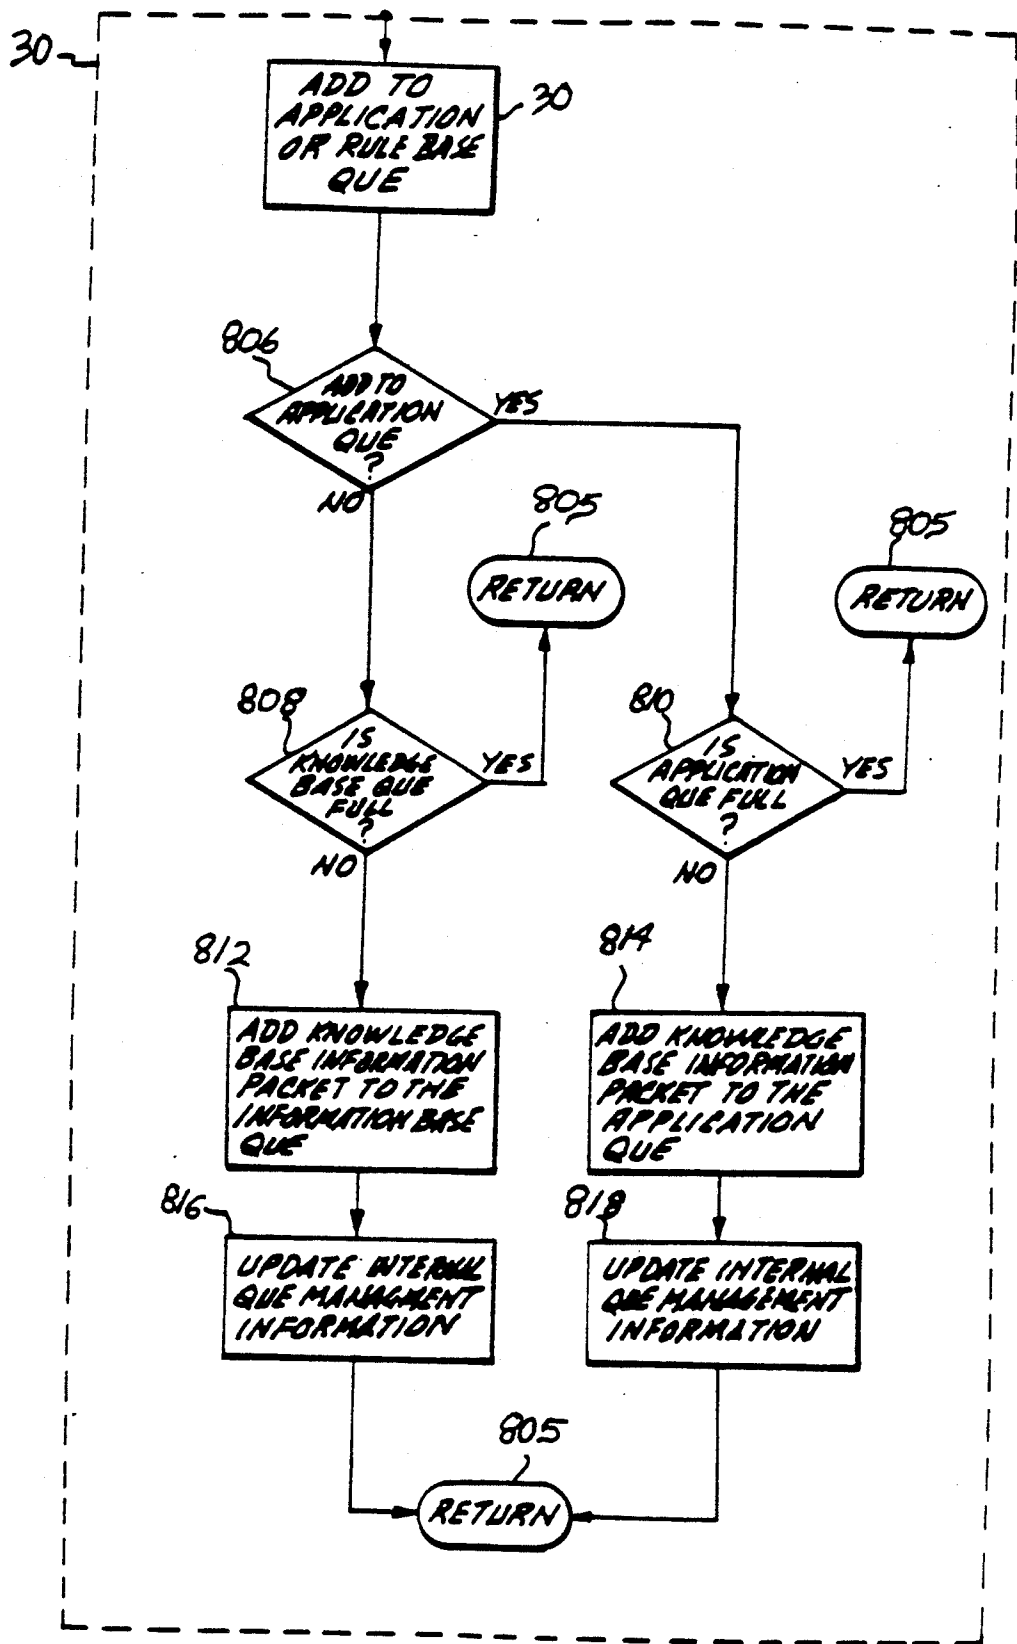 30
ADD TO
APPLICATION
OR RULE BASE
QUE
30
806
ADD TO
APPLICATION
QUE
?
YES
NO
805
RETURN
805
RETURN
808
IS
KNOWLEDGE
BASE QUE
FULL
?
YES
NO
810
IS
APPLICATION
QUE FULL
?
YES
NO
812
ADD KNOWLEDGE
BASE INFORMATION
PACKET TO THE
INFORMATION BASE
QUE
814
ADD KNOWLEDGE
BASE INFORMATION
PACKET TO THE
APPLICATION
QUE
816
UPDATE INTERNAL
QUE MANAGMENT
INFORMATION
818
UPDATE INTERNAL
QUE MANAGEMENT
INFORMATION
805
RETURN